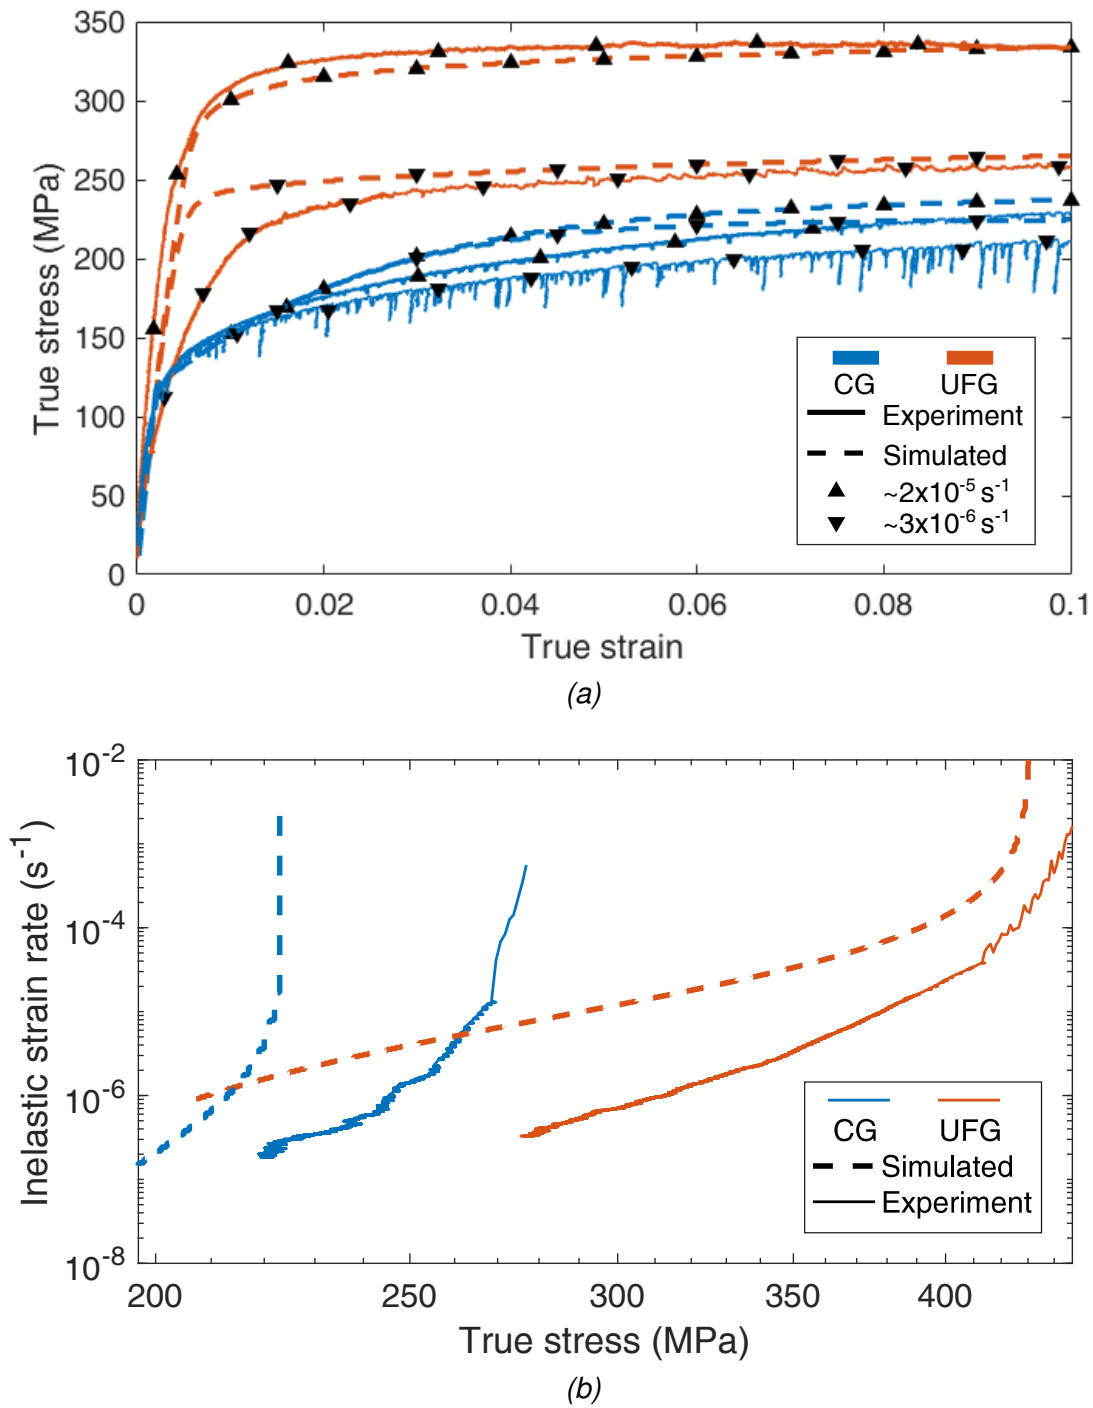 350
300
250
200
150
100
50
0
True stress (MPa)
CG UFG
Experiment
Simulated
~2x10⁻⁵ s⁻¹
~3x10⁻⁶ s⁻¹
0 0.02 0.04 0.06 0.08 0.1
True strain
(a)
10⁻²
10⁻⁴
10⁻⁶
10⁻⁸
Inelastic strain rate (s⁻¹)
CG UFG
Simulated
Experiment
200 250 300 350 400
True stress (MPa)
(b)